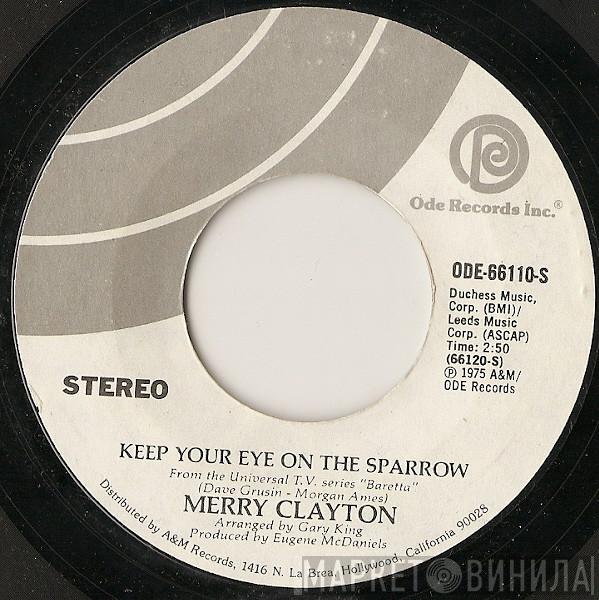 Ode Records Inc.®
ODE-66110-S
Duchess Music,
Corp. (BMI)/
Leeds Music
Corp. (ASCAP)
Time: 2:50
(66120-S)
℗ 1975 A&M/
ODE Records
STEREO
KEEP YOUR EYE ON THE SPARROW
From the Universal T.V. series "Baretta"
(Dave Grusin - Morgan Ames)
MERRY CLAYTON
Arranged by Gary King
Produced by Eugene McDaniels
Distributed by A&M Records, 1416 N. La Brea, Hollywood, California 90028
МАРКЕТ ВИНИЛА